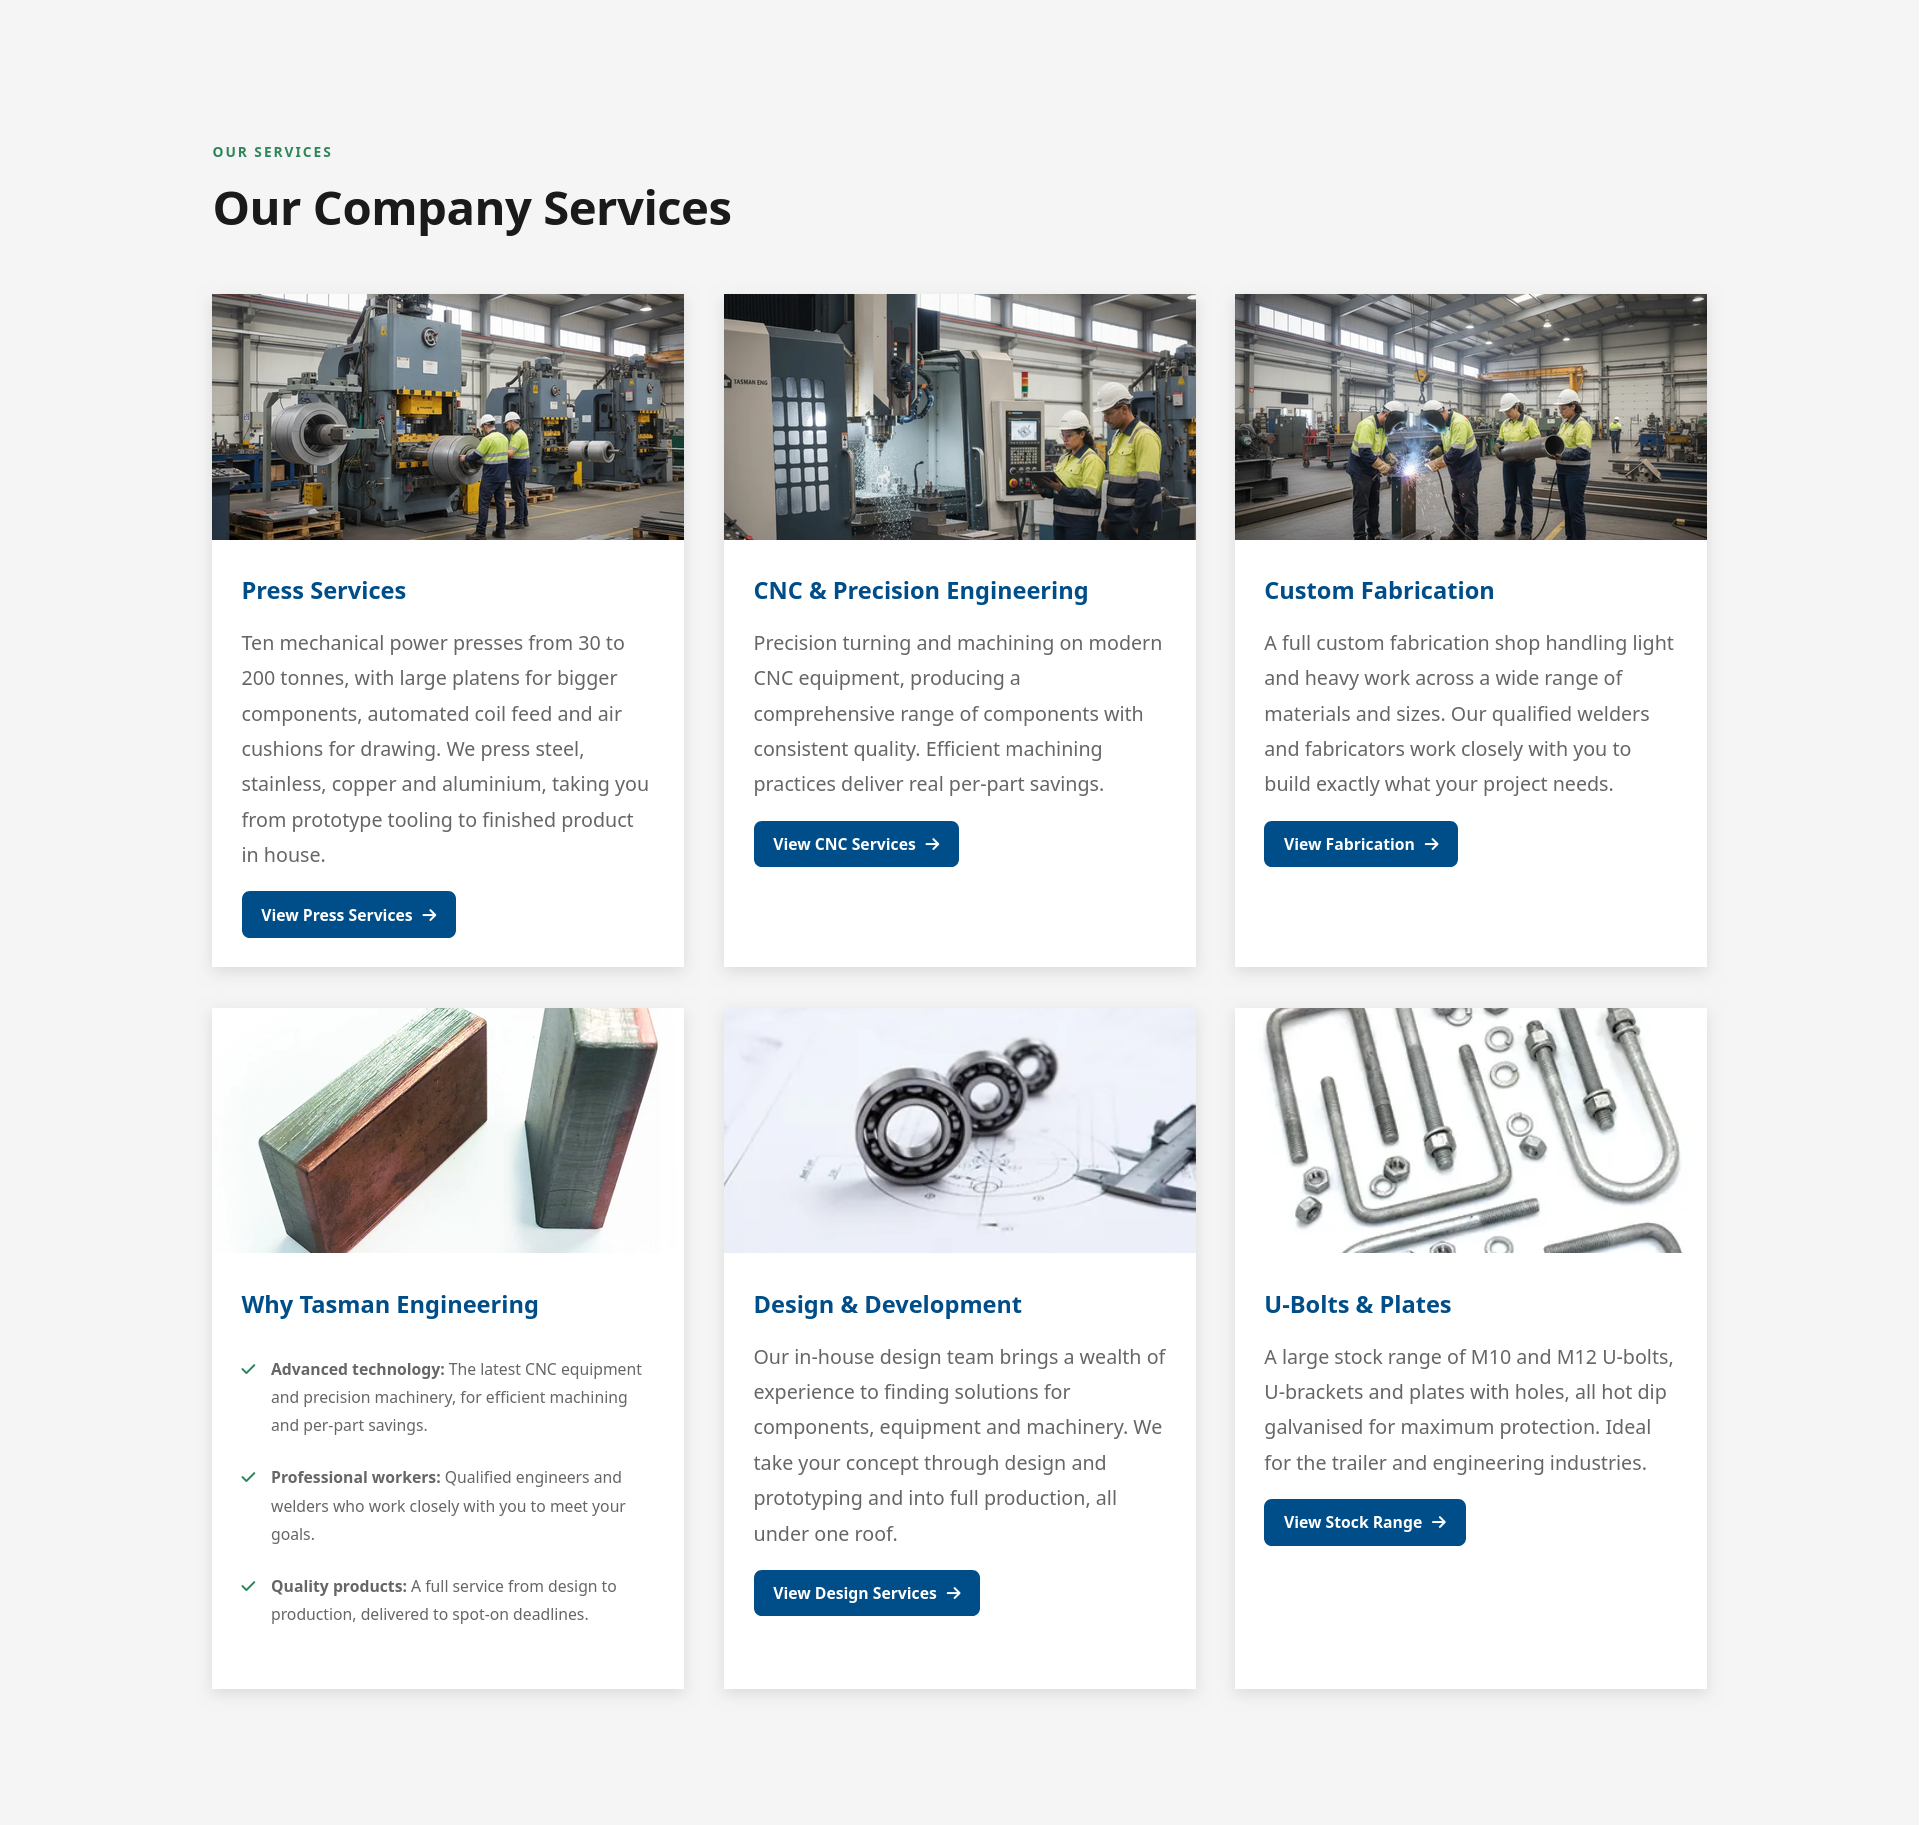 OUR SERVICES
Our Company Services
TASMAN ENG
Press Services
Ten mechanical power presses from 30 to
200 tonnes, with large platens for bigger
components, automated coil feed and air
cushions for drawing. We press steel,
stainless, copper and aluminium, taking you
from prototype tooling to finished product
in house.
View Press Services
CNC & Precision Engineering
Precision turning and machining on modern
CNC equipment, producing a
comprehensive range of components with
consistent quality. Efficient machining
practices deliver real per-part savings.
View CNC Services
Custom Fabrication
A full custom fabrication shop handling light
and heavy work across a wide range of
materials and sizes. Our qualified welders
and fabricators work closely with you to
build exactly what your project needs.
View Fabrication
Why Tasman Engineering
Advanced technology: The latest CNC equipment
and precision machinery, for efficient machining
and per-part savings.
Professional workers: Qualified engineers and
welders who work closely with you to meet your
goals.
Quality products: A full service from design to
production, delivered to spot-on deadlines.
Design & Development
Our in-house design team brings a wealth of
experience to finding solutions for
components, equipment and machinery. We
take your concept through design and
prototyping and into full production, all
under one roof.
View Design Services
U-Bolts & Plates
A large stock range of M10 and M12 U-bolts,
U-brackets and plates with holes, all hot dip
galvanised for maximum protection. Ideal
for the trailer and engineering industries.
View Stock Range